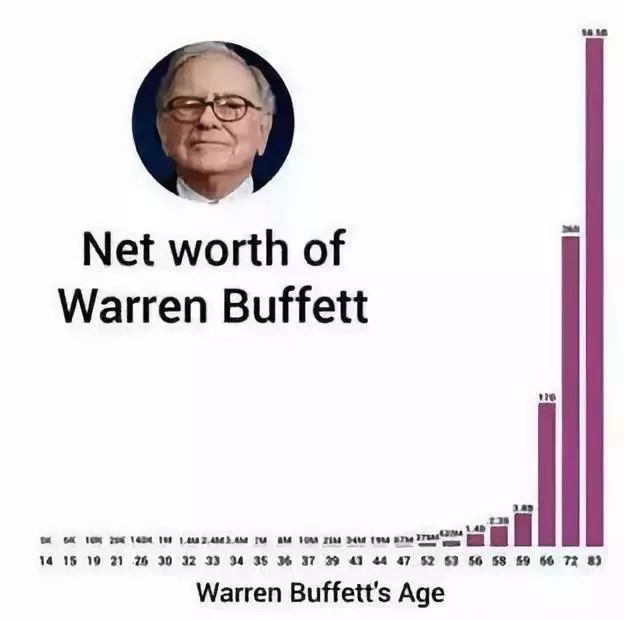 Net worth of
Warren Buffett
36B
17B
3.8B
2.3B
1.4B
6K 10K 20K 140K 1M 1.4M 2.4M 3.4M 7M 8M 10M 25M 34M 19M 67M 376M
14 15 19 21 26 30 32 33 34 35 36 37 39 43 44 47 52 53 56 58 59 66 72 83
Warren Buffett's Age